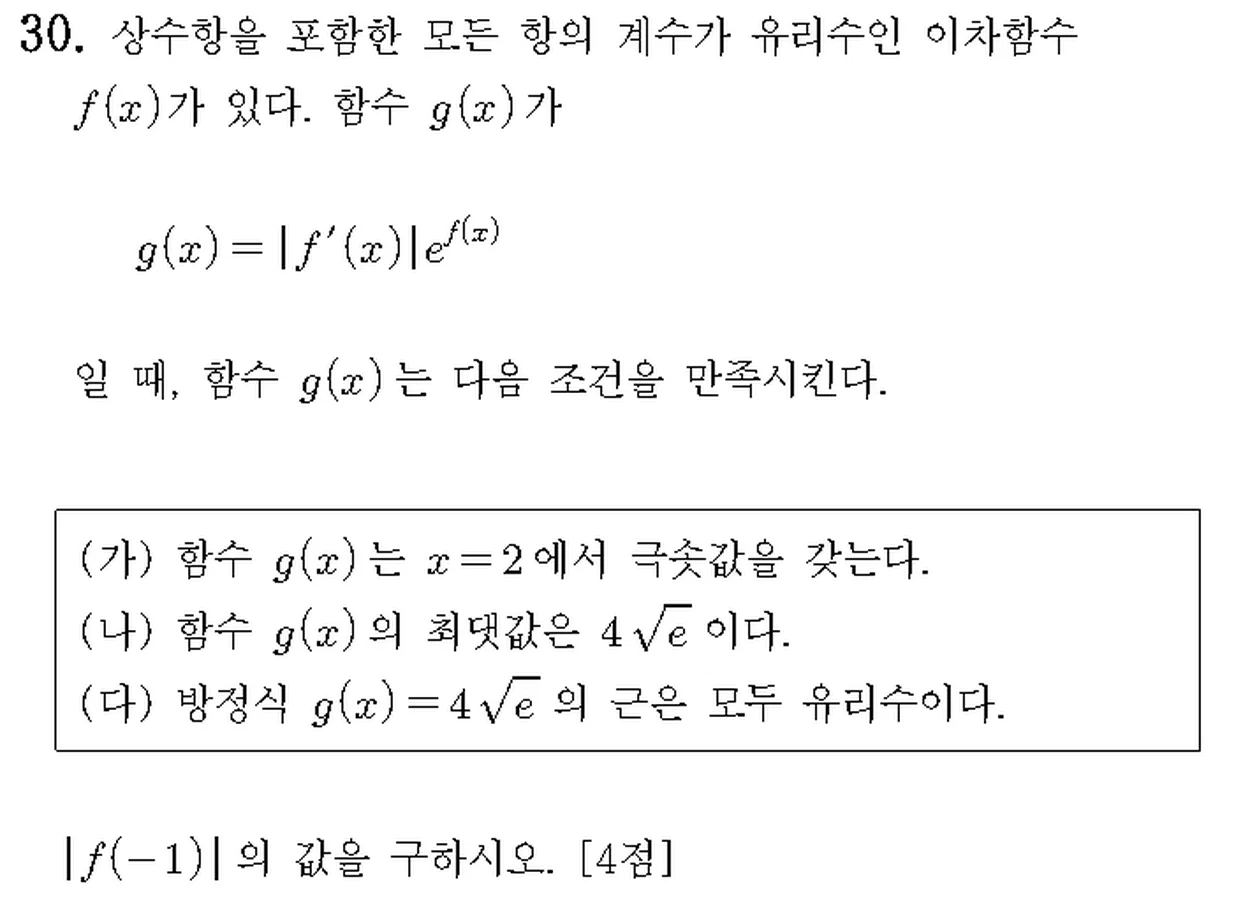 30. 상수항을 포함한 모든 항의 계수가 유리수인 이차함수
f(x)가 있다. 함수 g(x)가
g(x)=|f′(x)|e^{f(x)}
일 때, 함수 g(x)는 다음 조건을 만족시킨다.
(가) 함수 g(x)는 x=2에서 극솟값을 갖는다.
(나) 함수 g(x)의 최댓값은 4√e 이다.
(다) 방정식 g(x)=4√e 의 근은 모두 유리수이다.
|f(−1)|의 값을 구하시오. [4점]